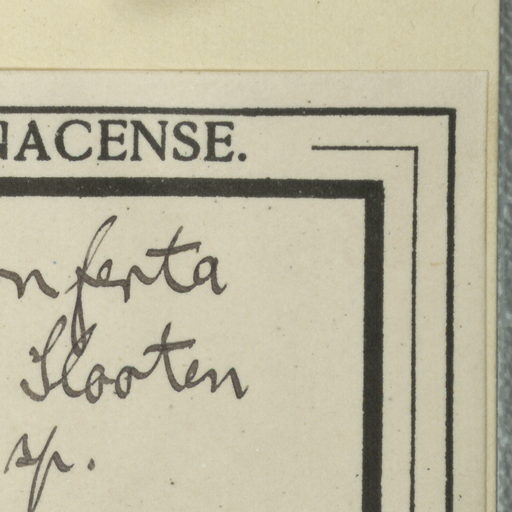 NACENSE.
nferta
Slooten
sp.